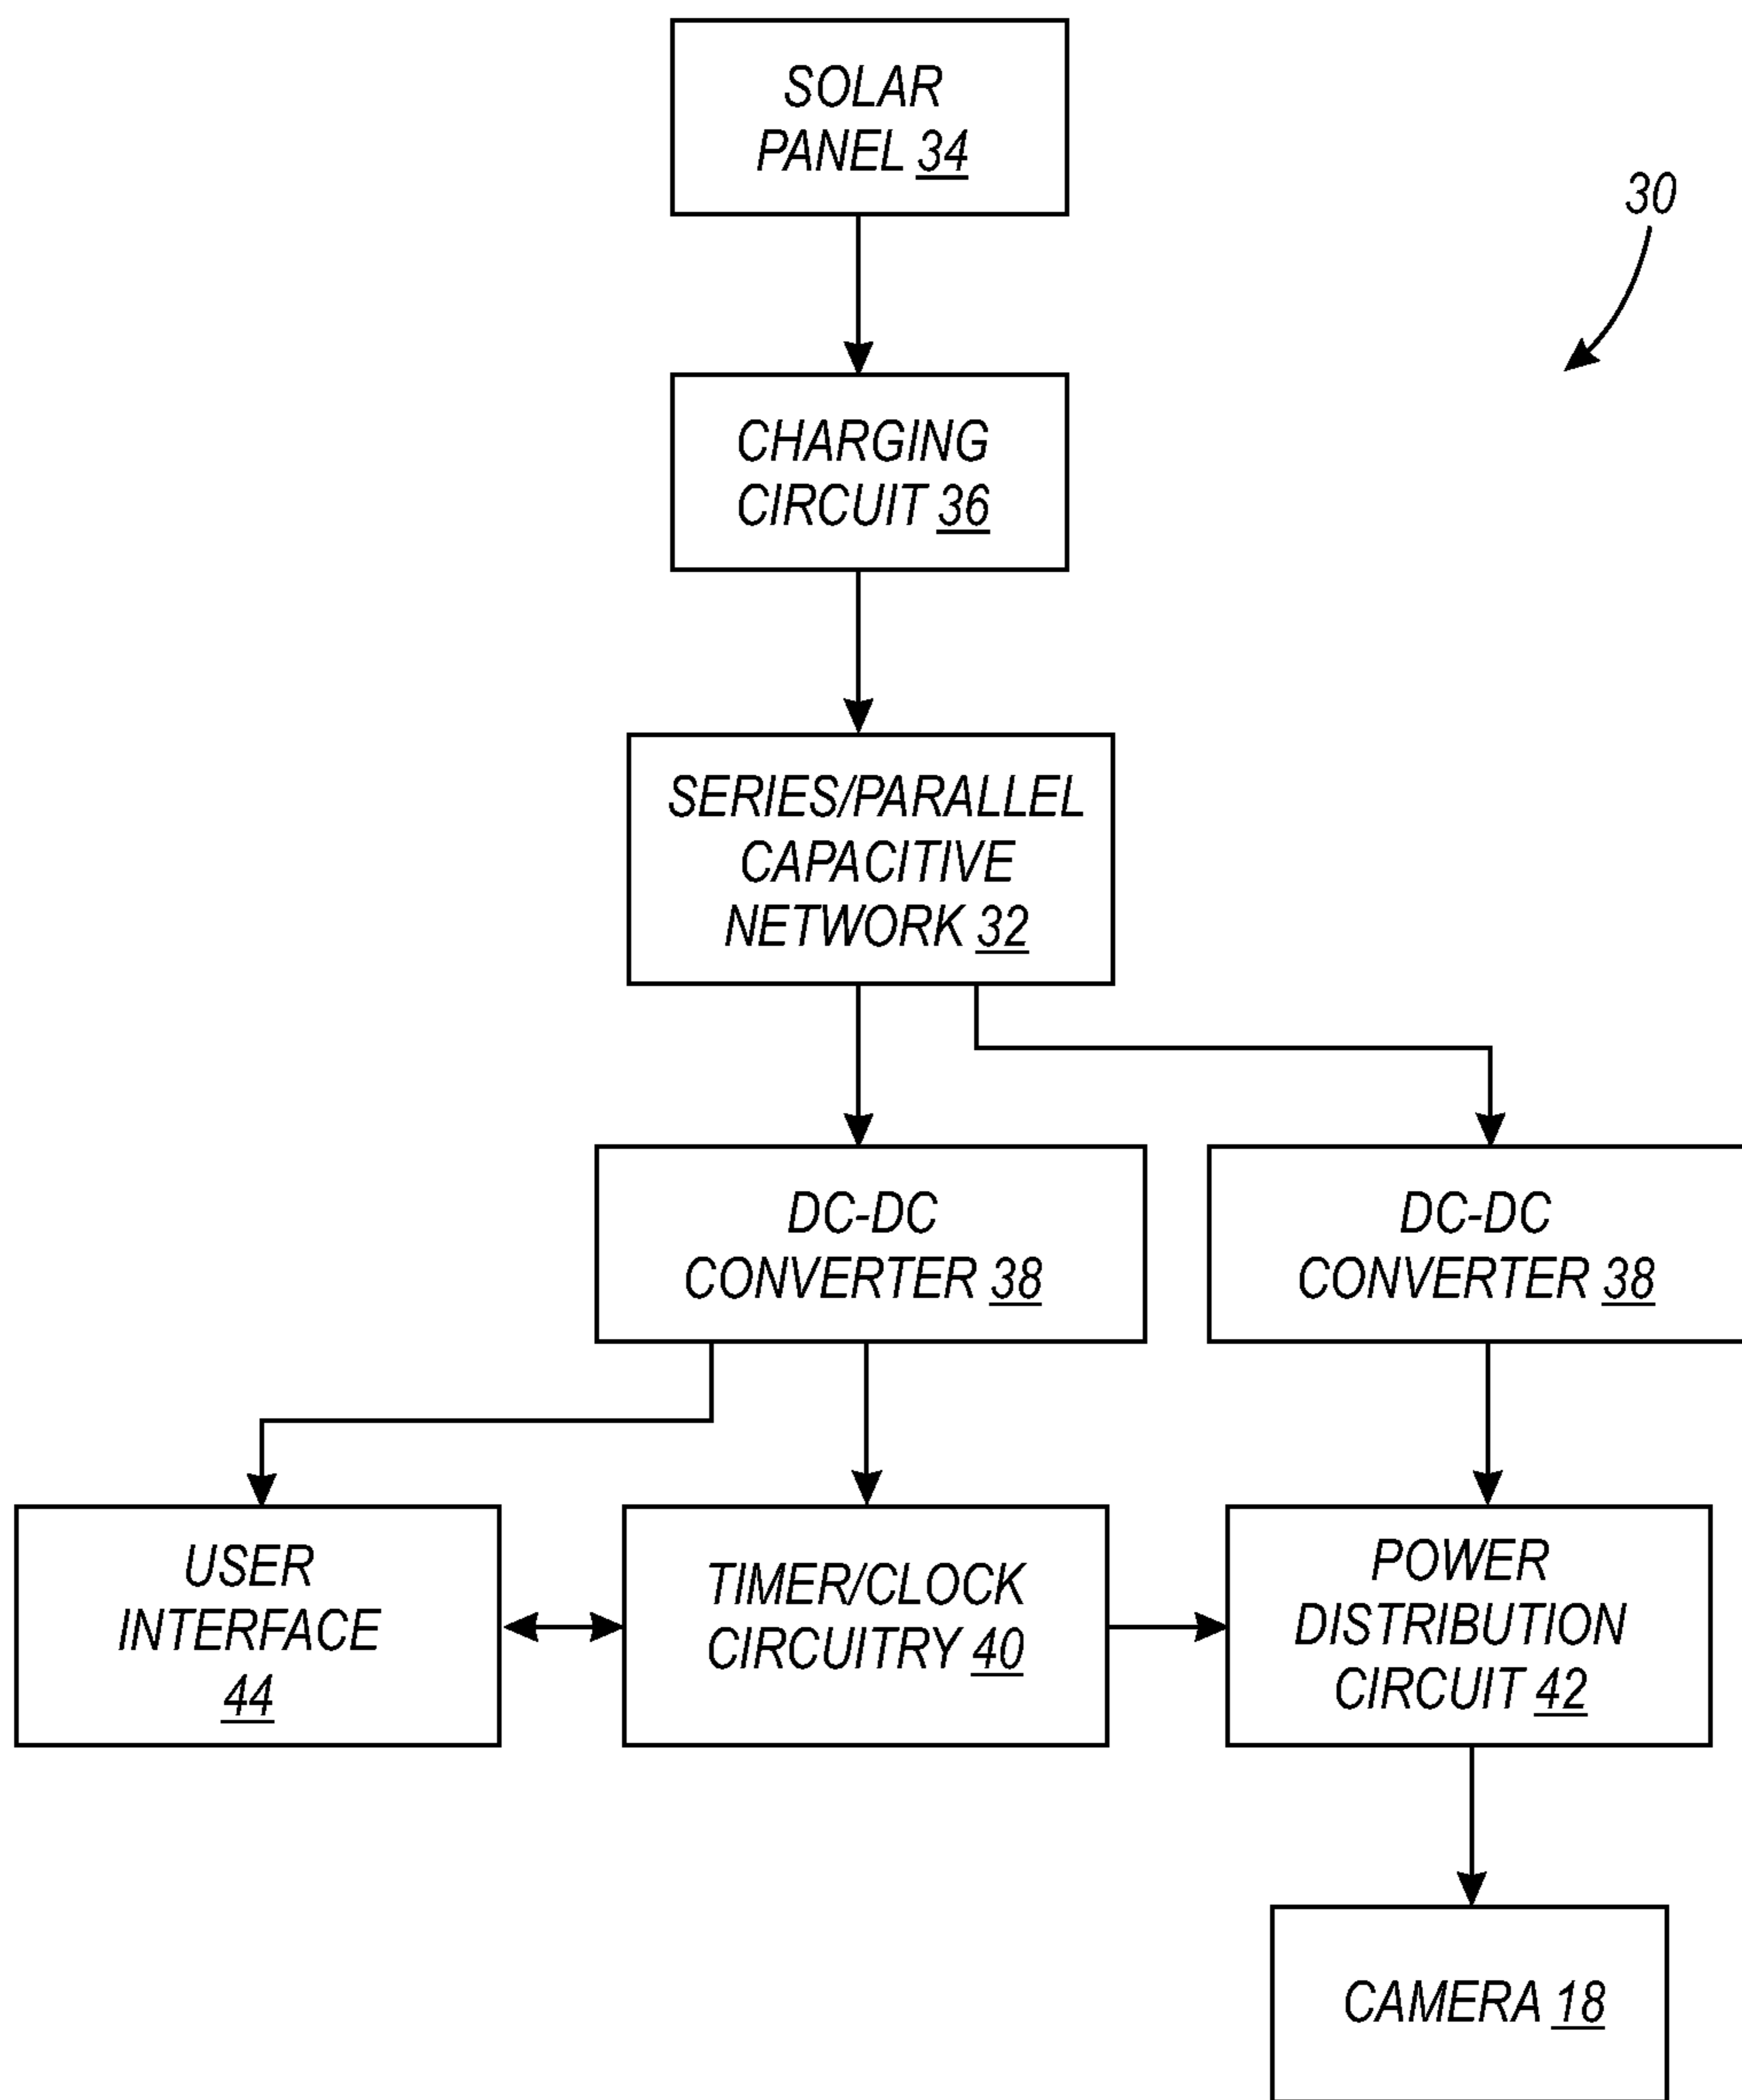 SOLAR
PANEL 34
30
CHARGING
CIRCUIT 36
SERIES/PARALLEL
CAPACITIVE
NETWORK 32
DC-DC
CONVERTER 38
DC-DC
CONVERTER 38
USER
INTERFACE
44
TIMER/CLOCK
CIRCUITRY 40
POWER
DISTRIBUTION
CIRCUIT 42
CAMERA 18